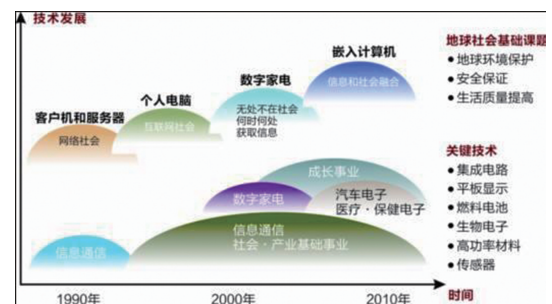 技术发展
嵌入计算机
信息和社会融合
数字家电
无处不在社会
何时何处
获取信息
个人电脑
互联网社会
客户机和服务器
网络社会
地球社会基础课题
● 地球环境保护
● 安全保证
● 生活质量提高
成长事业
数字家电
汽车电子
医疗·保健电子
信息通信
信息通信
社会·产业基础事业
关键技术
● 集成电路
● 平板显示
● 燃料电池
● 生物电子
● 高功率材料
● 传感器
1990年
2000年
2010年
时间